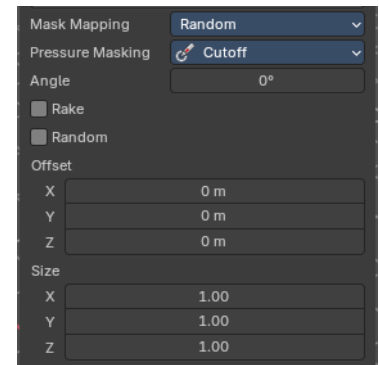 Mask Mapping Random
Pressure Masking Cutoff
Angle 0°
Rake
Random
Offset
X 0 m
Y 0 m
Z 0 m
Size
X 1.00
Y 1.00
Z 1.00